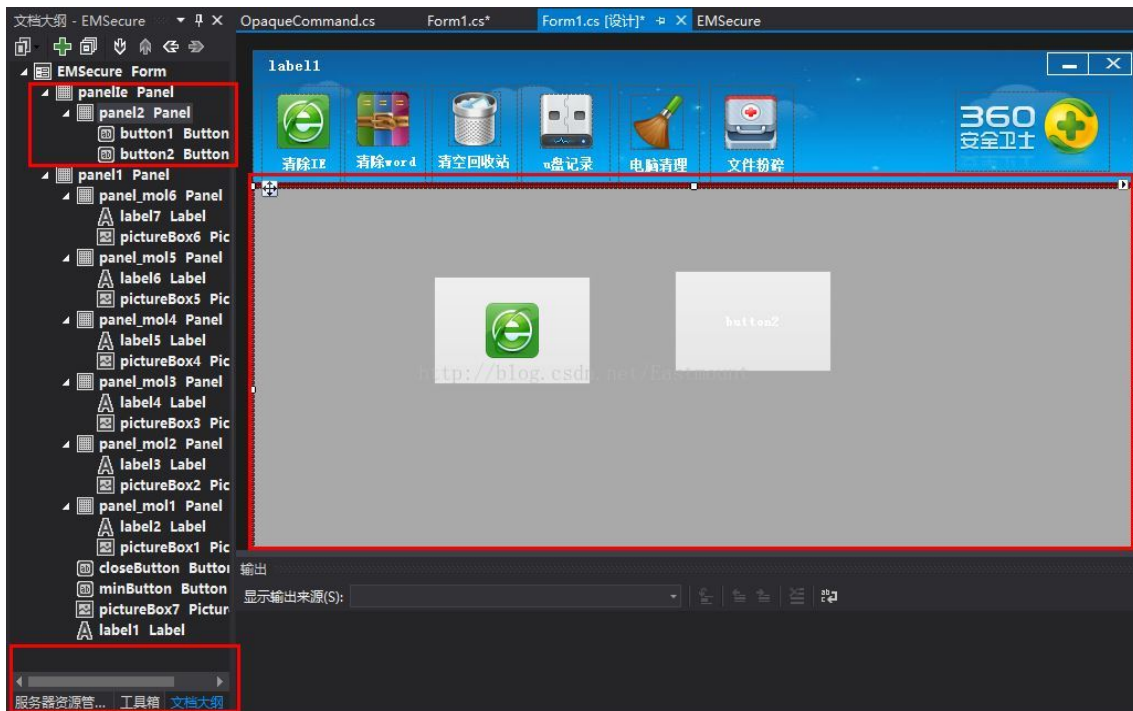 文档大纲 - EMSecure
OpaqueCommand.cs
Form1.cs*
Form1.cs [设计]*
EMSecure
EMSecure Form
panelIe Panel
panel2 Panel
button1 Button
button2 Button
panel1 Panel
panel_mol6 Panel
label7 Label
pictureBox6 Pic
panel_mol5 Panel
label6 Label
pictureBox5 Pic
panel_mol4 Panel
label5 Label
pictureBox4 Pic
panel_mol3 Panel
label4 Label
pictureBox3 Pic
panel_mol2 Panel
label3 Label
pictureBox2 Pic
panel_mol1 Panel
label2 Label
pictureBox1 Pic
closeButton Button
minButton Button
pictureBox7 Pictur
label1 Label
服务器资源管... 工具箱 文档大纲
label1
清除IE 清除word 清空回收站 u盘记录 电脑清理 文件粉碎
360
安全卫士
button2
http://blog.csdn.net/Eastmount
输出
显示输出来源(S):